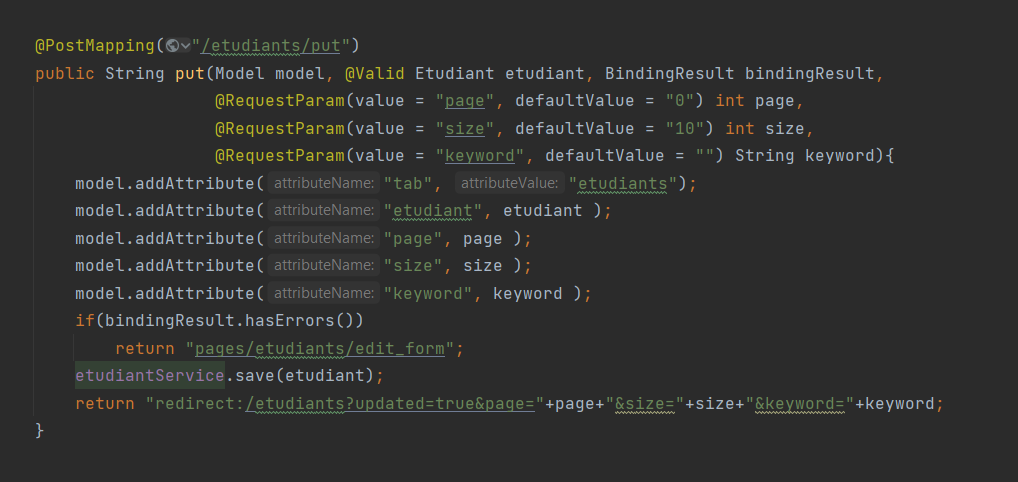 @PostMapping("/etudiants/put")
public String put(Model model, @Valid Etudiant etudiant, BindingResult bindingResult,
@RequestParam(value = "page", defaultValue = "0") int page,
@RequestParam(value = "size", defaultValue = "10") int size,
@RequestParam(value = "keyword", defaultValue = "") String keyword){
model.addAttribute( attributeName: "tab", attributeValue: "etudiants");
model.addAttribute( attributeName: "etudiant", etudiant );
model.addAttribute( attributeName: "page", page );
model.addAttribute( attributeName: "size", size );
model.addAttribute( attributeName: "keyword", keyword );
if(bindingResult.hasErrors())
return "pages/etudiants/edit_form";
etudiantService.save(etudiant);
return "redirect:/etudiants?updated=true&page="+page+"&size="+size+"&keyword="+keyword;
}